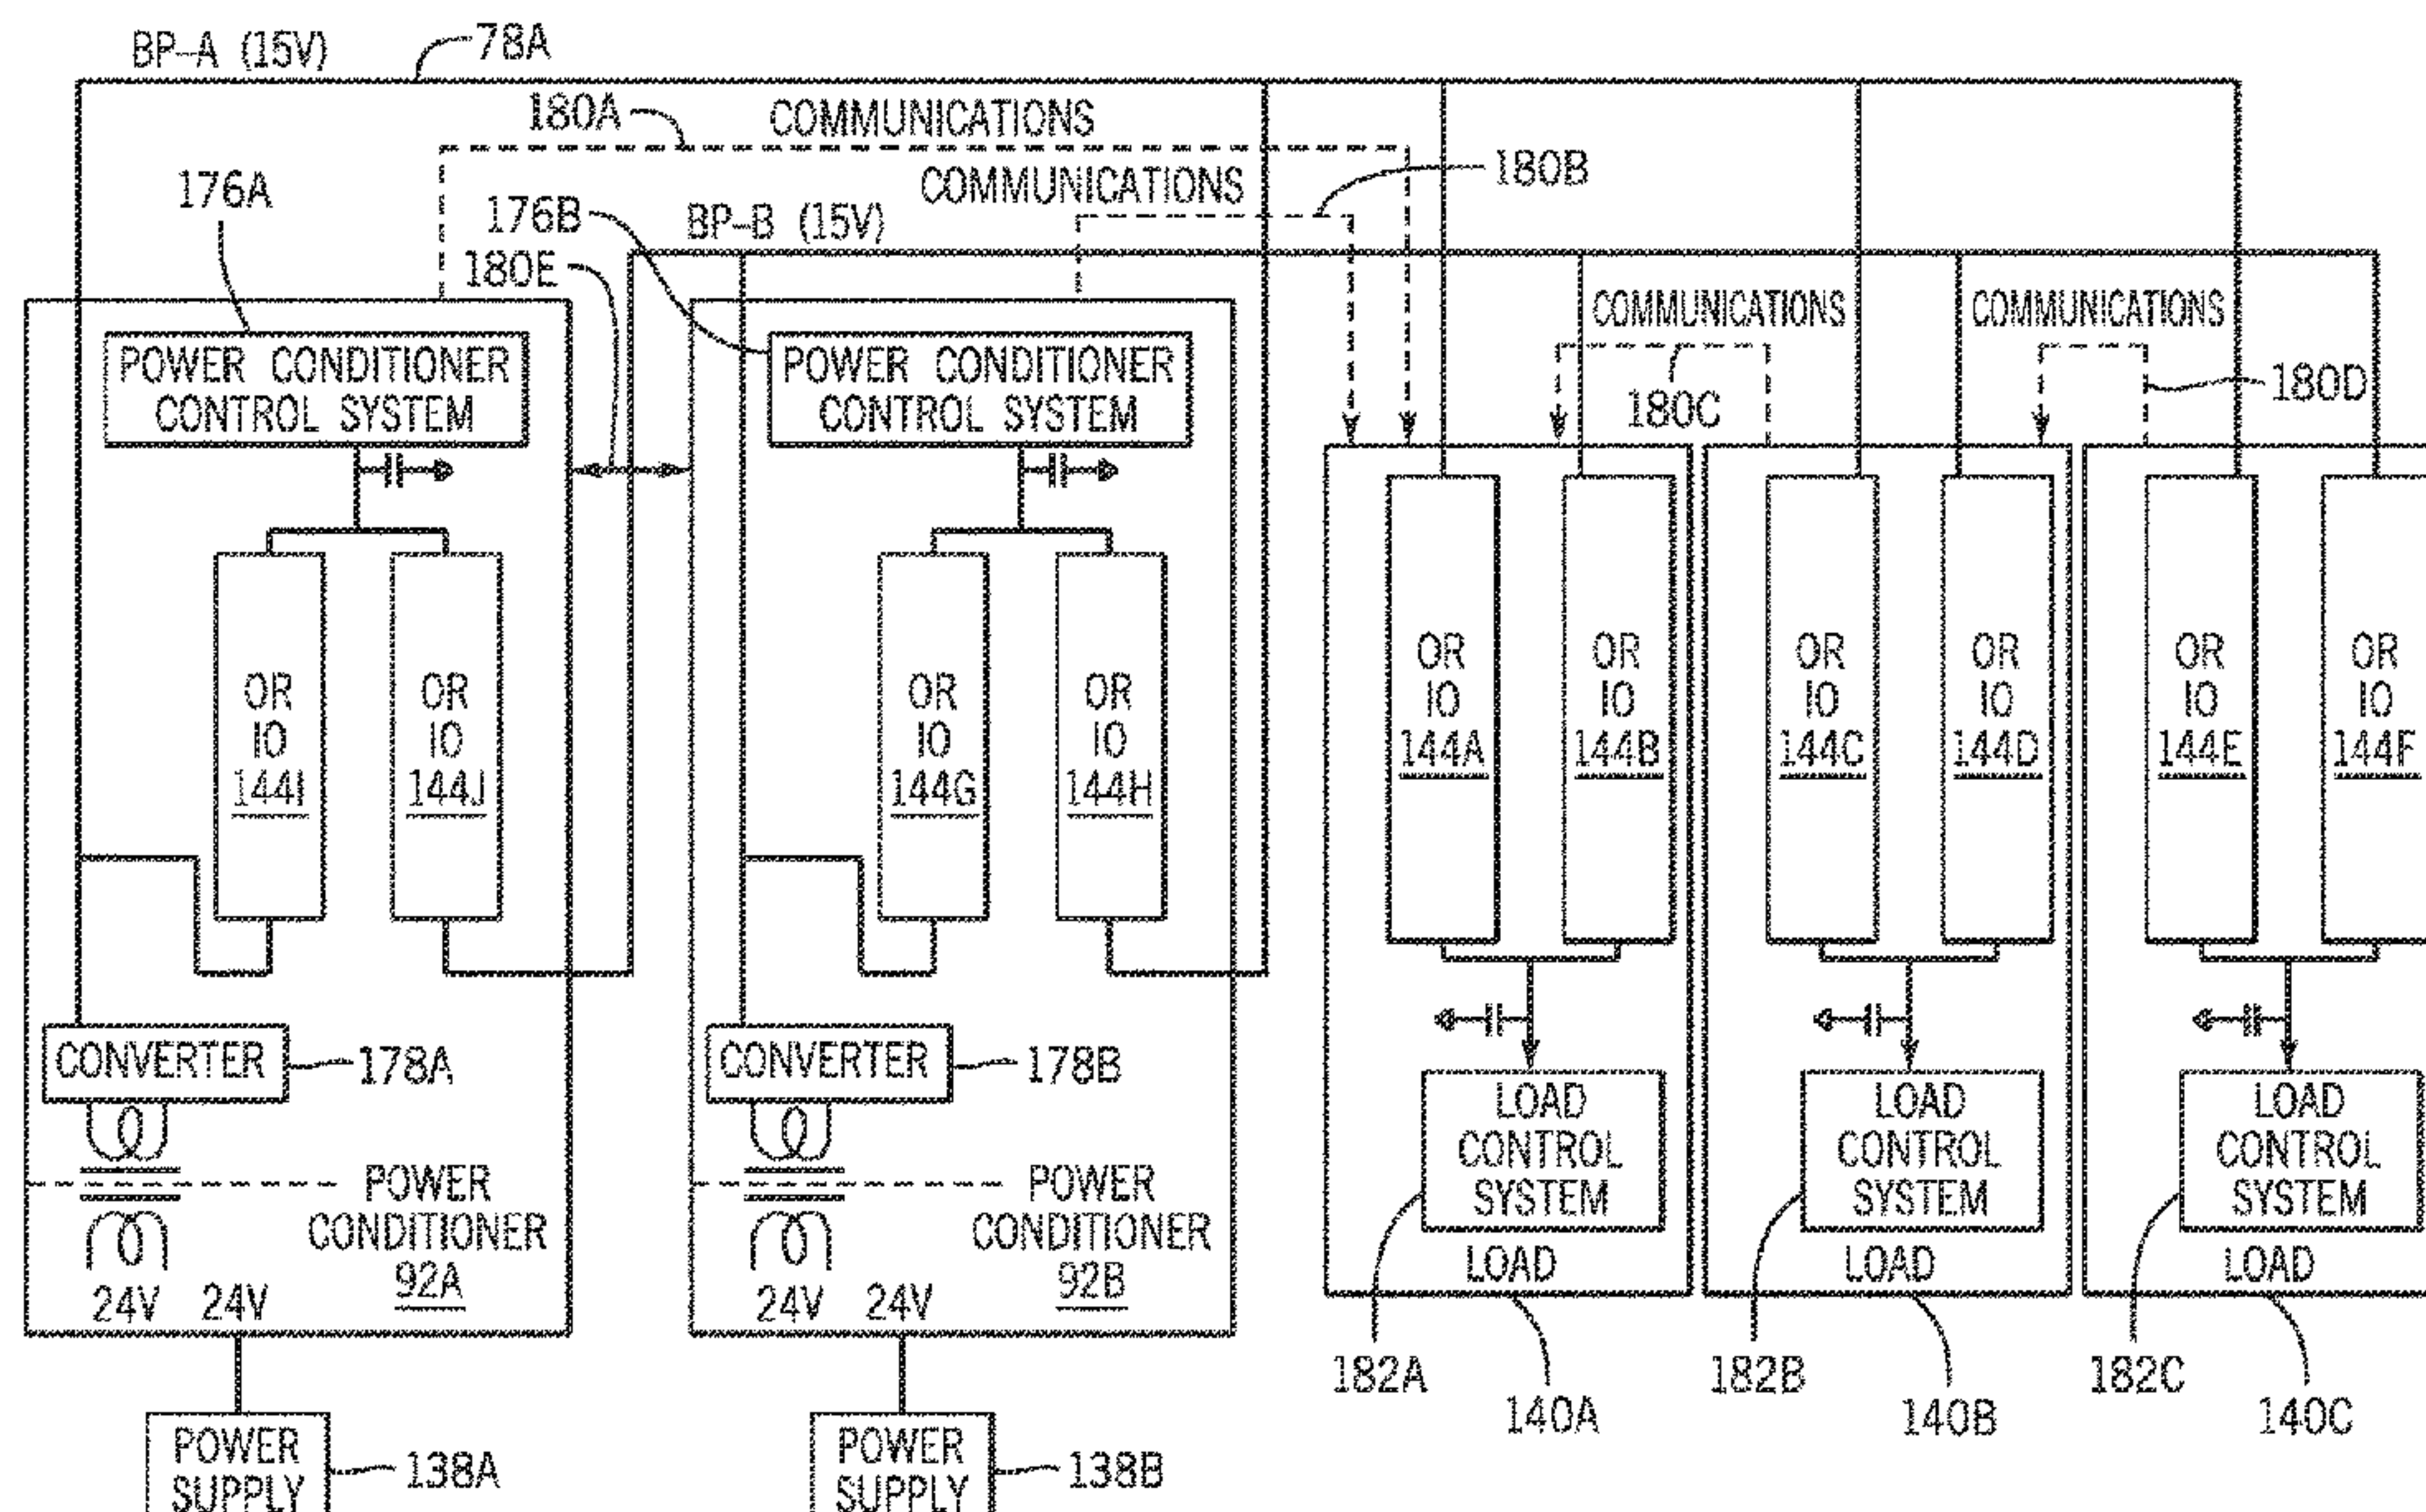 BP-A (15V)
78A
180A
COMMUNICATIONS
COMMUNICATIONS
180B
176A
176B
BP-B (15V)
180E
COMMUNICATIONS
COMMUNICATIONS
180C
180D
POWER CONDITIONER
CONTROL SYSTEM
POWER CONDITIONER
CONTROL SYSTEM
OR
IO
144I
OR
IO
144J
OR
IO
144G
OR
IO
144H
OR
IO
144A
OR
IO
144B
OR
IO
144C
OR
IO
144D
OR
IO
144E
OR
IO
144F
CONVERTER
178A
CONVERTER
178B
POWER
CONDITIONER
92A
24V
24V
POWER
CONDITIONER
92B
24V
24V
LOAD
CONTROL
SYSTEM
LOAD
LOAD
CONTROL
SYSTEM
LOAD
LOAD
CONTROL
SYSTEM
LOAD
182A
140A
182B
140B
182C
140C
POWER
SUPPLY
138A
POWER
SUPPLY
138B